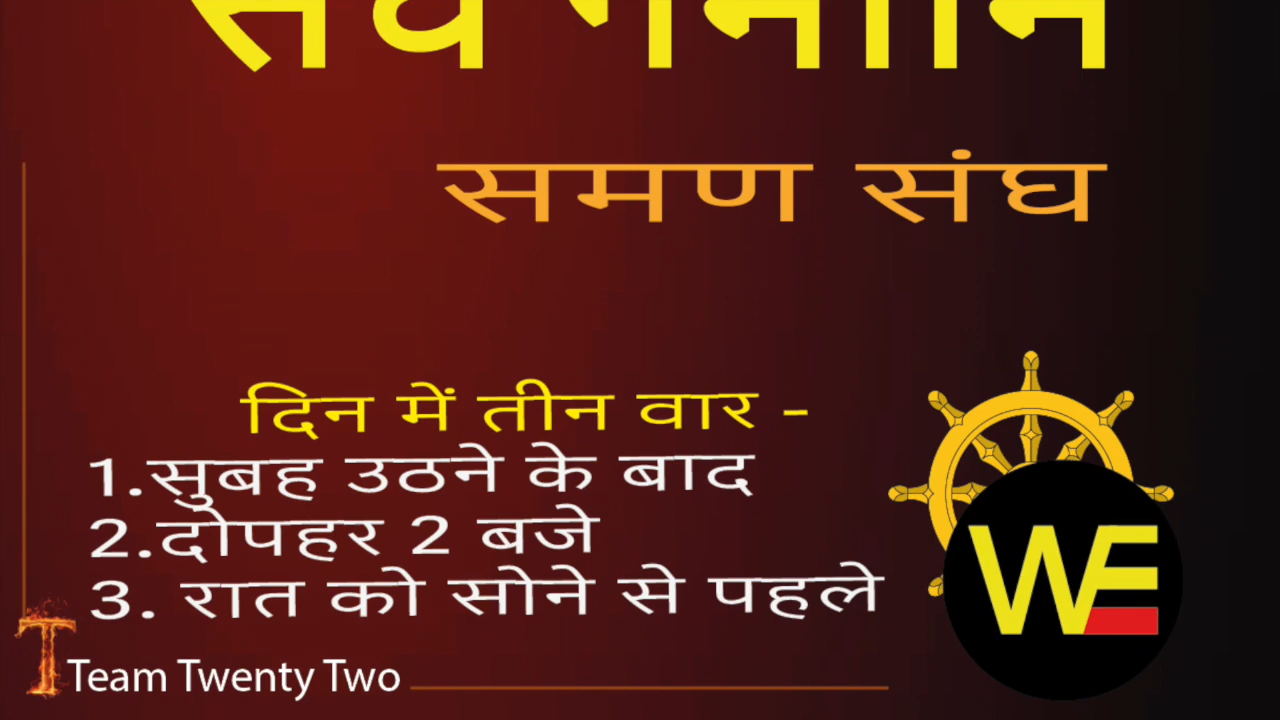 समण संघ
दिन में तीन वार -
1.सुबह उठने के बाद
2.दोपहर 2 बजे
3. रात को सोने से पहले
WE
Team Twenty Two